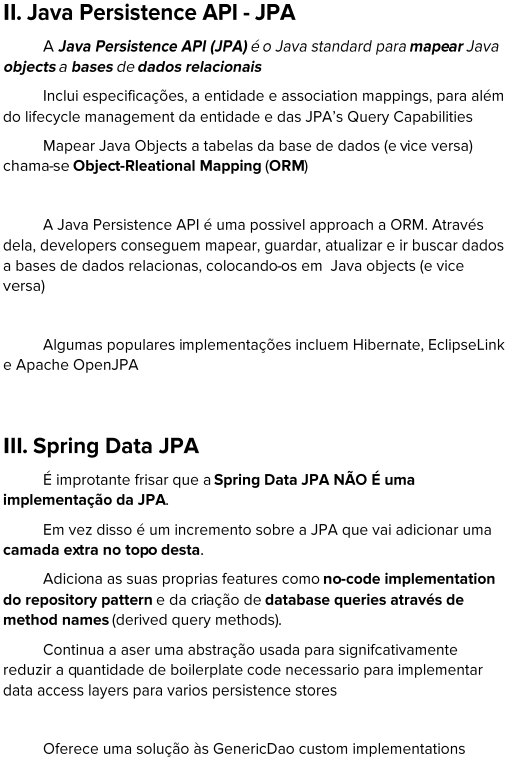 II. Java Persistence API - JPA
A Java Persistence API (JPA) é o Java standard para mapear Java
objects a bases de dados relacionais
Inclui especificações, a entidade e association mappings, para além
do lifecycle management da entidade e das JPA's Query Capabilities
Mapear Java Objects a tabelas da base de dados (e vice versa)
chama-se Object-Rleational Mapping (ORM)
A Java Persistence API é uma possivel approach a ORM. Através
dela, developers conseguem mapear, guardar, atualizar e ir buscar dados
a bases de dados relacionas, colocando-os em Java objects (e vice
versa)
Algumas populares implementações incluem Hibernate, EclipseLink
e Apache OpenJPA
III. Spring Data JPA
É improtante frisar que a Spring Data JPA NÃO É uma
implementação da JPA.
Em vez disso é um incremento sobre a JPA que vai adicionar uma
camada extra no topo desta.
Adiciona as suas proprias features como no-code implementation
do repository pattern e da criação de database queries através de
method names (derived query methods).
Continua a aser uma abstração usada para signifcativamente
reduzir a quantidade de boilerplate code necessario para implementar
data access layers para varios persistence stores
Oferece uma solução às GenericDao custom implementations